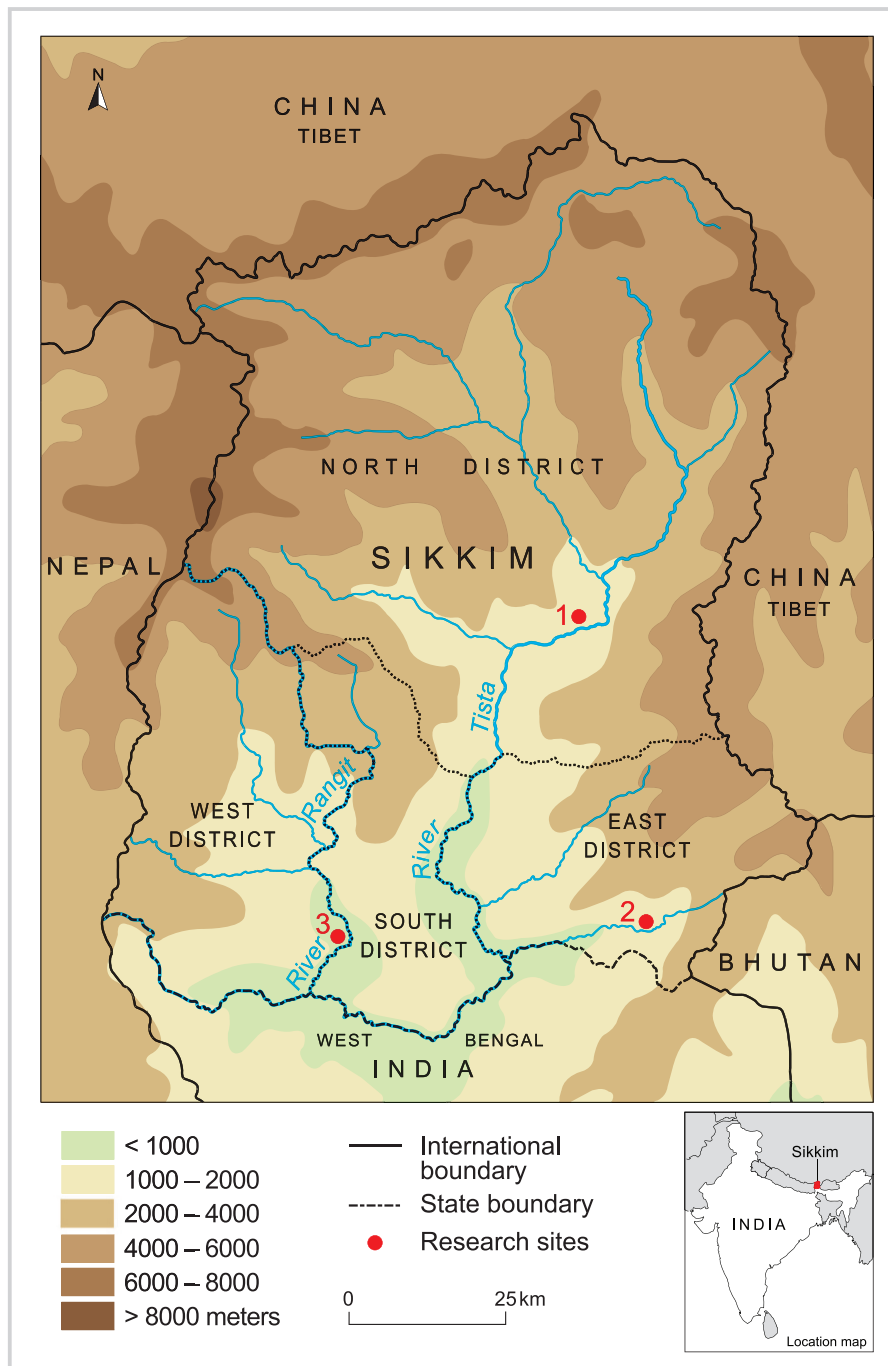 N
CHINA
TIBET
NORTH DISTRICT
SIKKIM
NEPAL
CHINA
TIBET
1
Tista
River
Rangit
River
WEST
DISTRICT
EAST
DISTRICT
2
3
SOUTH
DISTRICT
BHUTAN
WEST BENGAL
INDIA
< 1000
1000 – 2000
2000 – 4000
4000 – 6000
6000 – 8000
> 8000 meters
International
boundary
State boundary
Research sites
0 25 km
Sikkim
INDIA
Location map